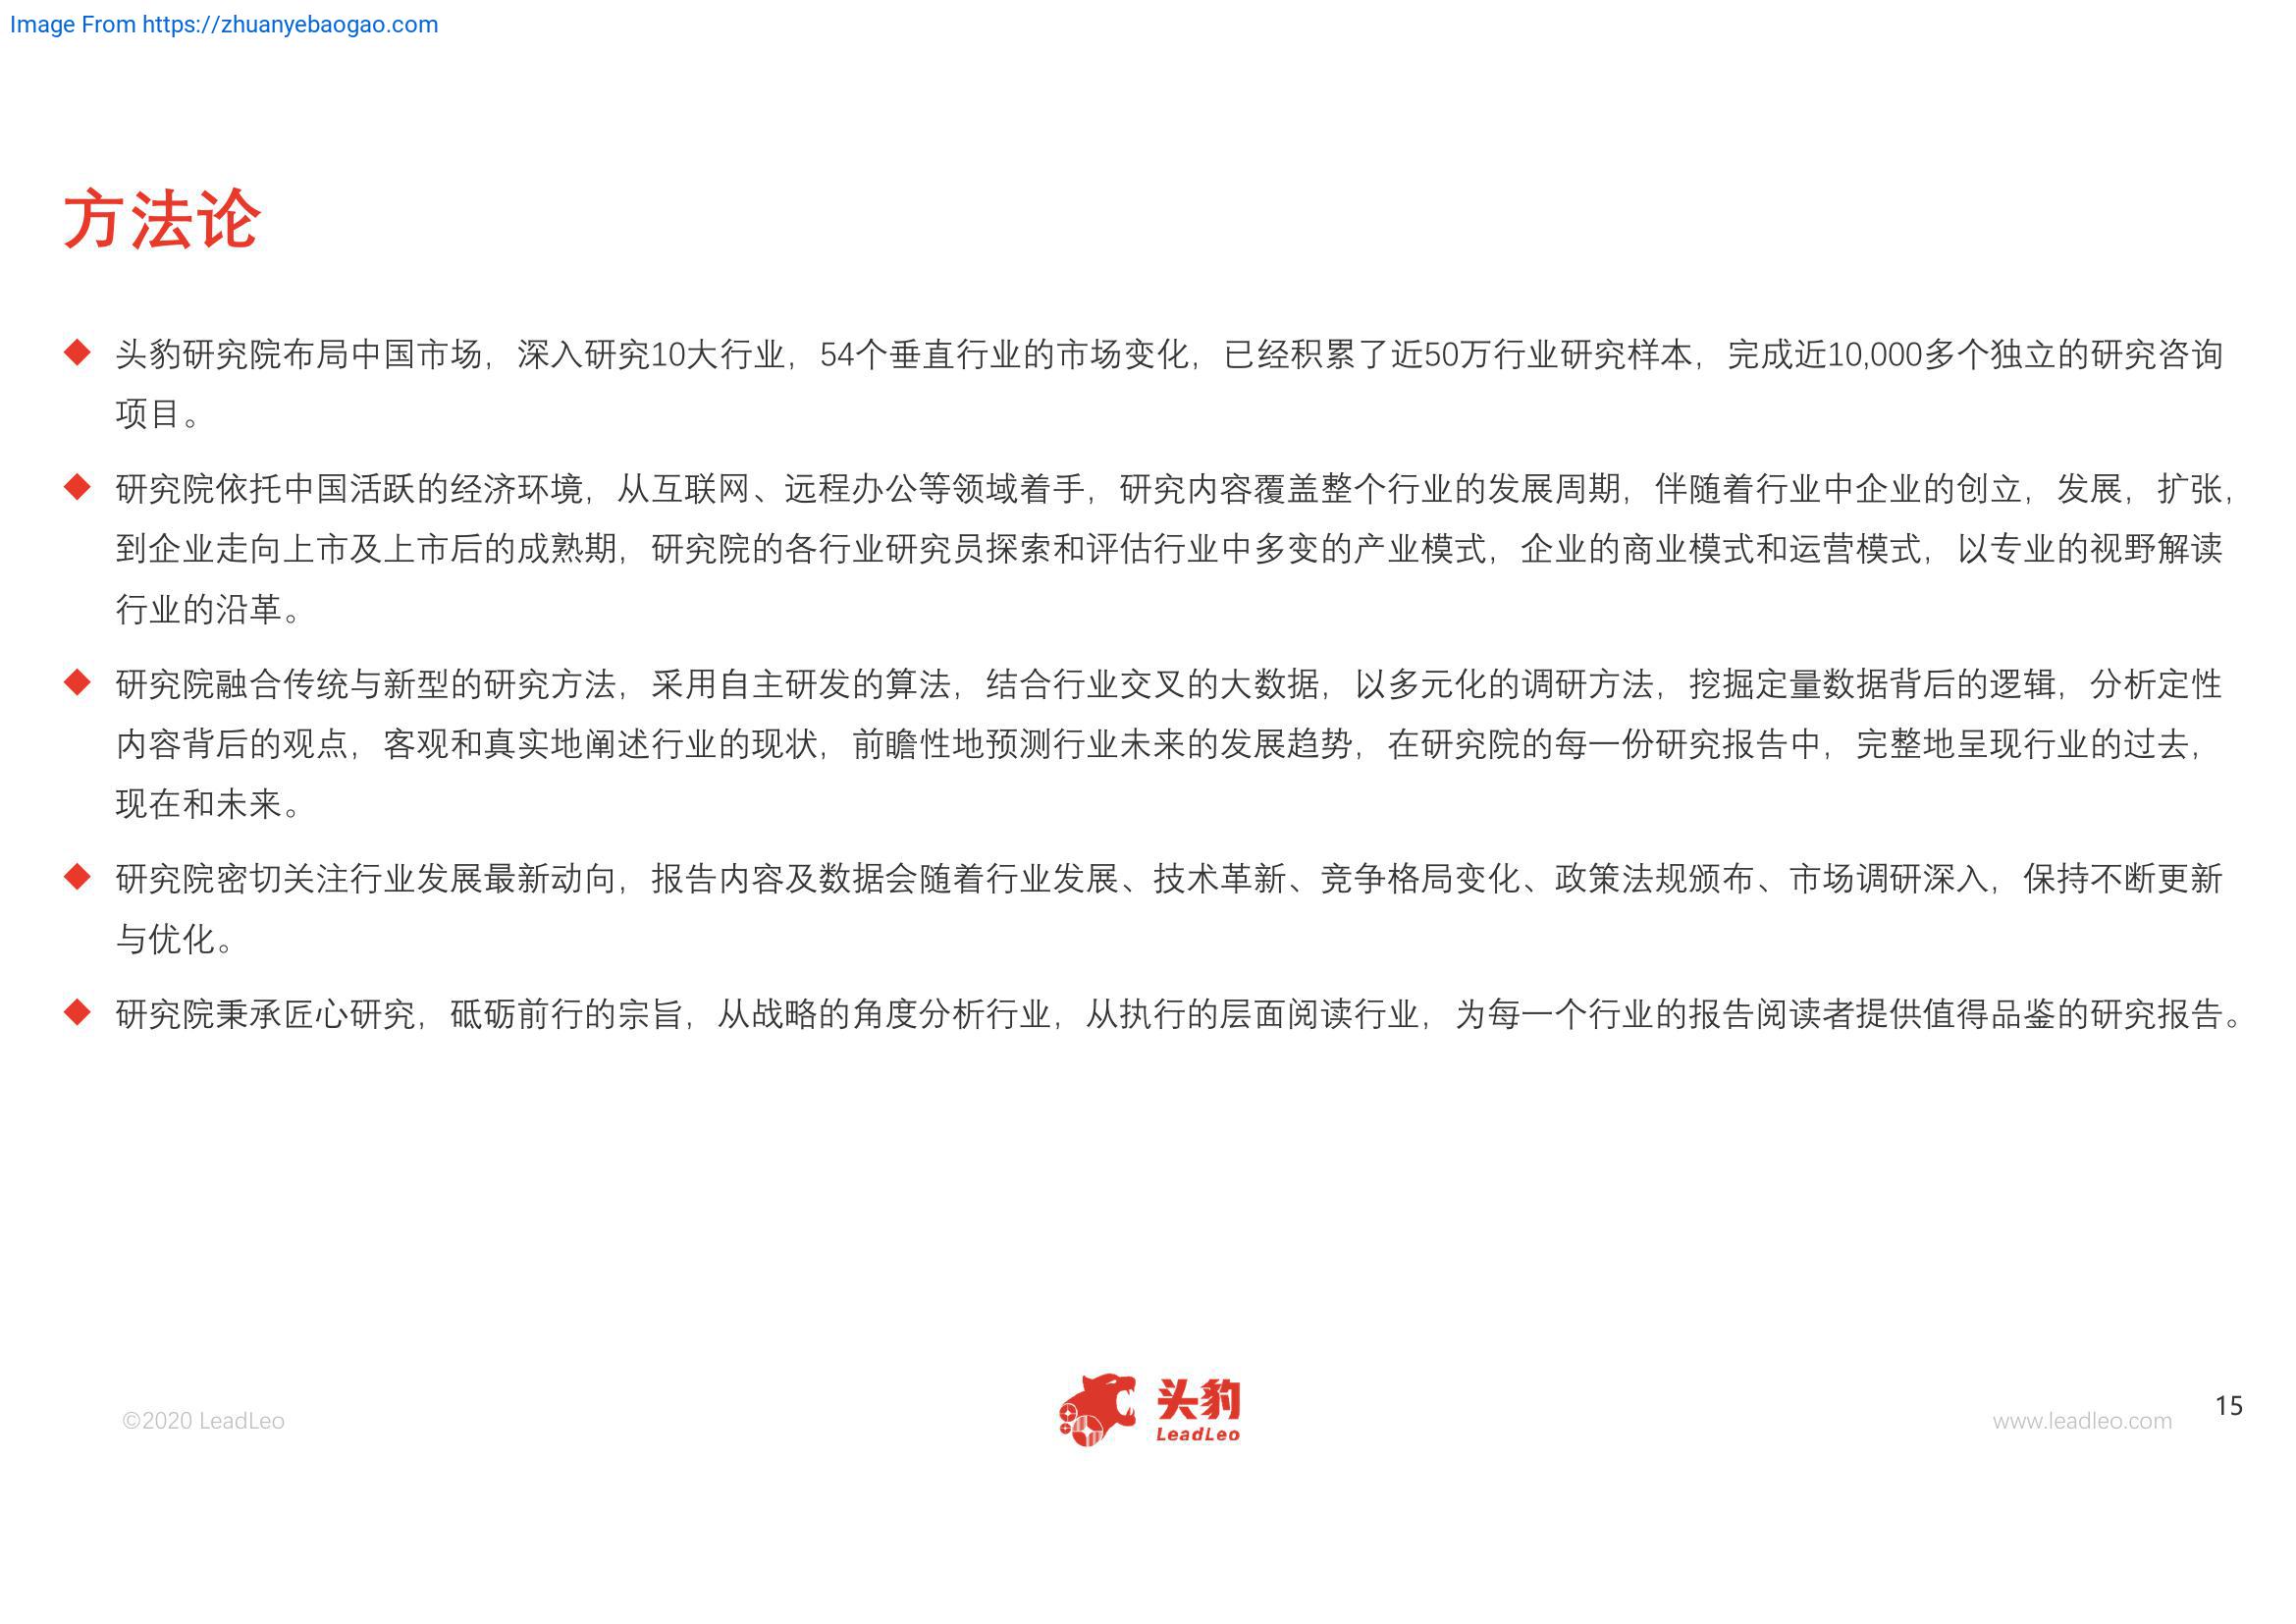 Image From https://zhuanyebaogao.com
方法论
◆ 头豹研究院布局中国市场，深入研究10大行业，54个垂直行业的市场变化，已经积累了近50万行业研究样本，完成近10,000多个独立的研究咨询
项目。
◆ 研究院依托中国活跃的经济环境，从互联网、远程办公等领域着手，研究内容覆盖整个行业的发展周期，伴随着行业中企业的创立，发展，扩张，
到企业走向上市及上市后的成熟期，研究院的各行业研究员探索和评估行业中多变的产业模式，企业的商业模式和运营模式，以专业的视野解读
行业的沿革。
◆ 研究院融合传统与新型的研究方法，采用自主研发的算法，结合行业交叉的大数据，以多元化的调研方法，挖掘定量数据背后的逻辑，分析定性
内容背后的观点，客观和真实地阐述行业的现状，前瞻性地预测行业未来的发展趋势，在研究院的每一份研究报告中，完整地呈现行业的过去，
现在和未来。
◆ 研究院密切关注行业发展最新动向，报告内容及数据会随着行业发展、技术革新、竞争格局变化、政策法规颁布、市场调研深入，保持不断更新
与优化。
◆ 研究院秉承匠心研究，砥砺前行的宗旨，从战略的角度分析行业，从执行的层面阅读行业，为每一个行业的报告阅读者提供值得品鉴的研究报告。
©2020 LeadLeo
头豹
LeadLeo
www.leadleo.com
15